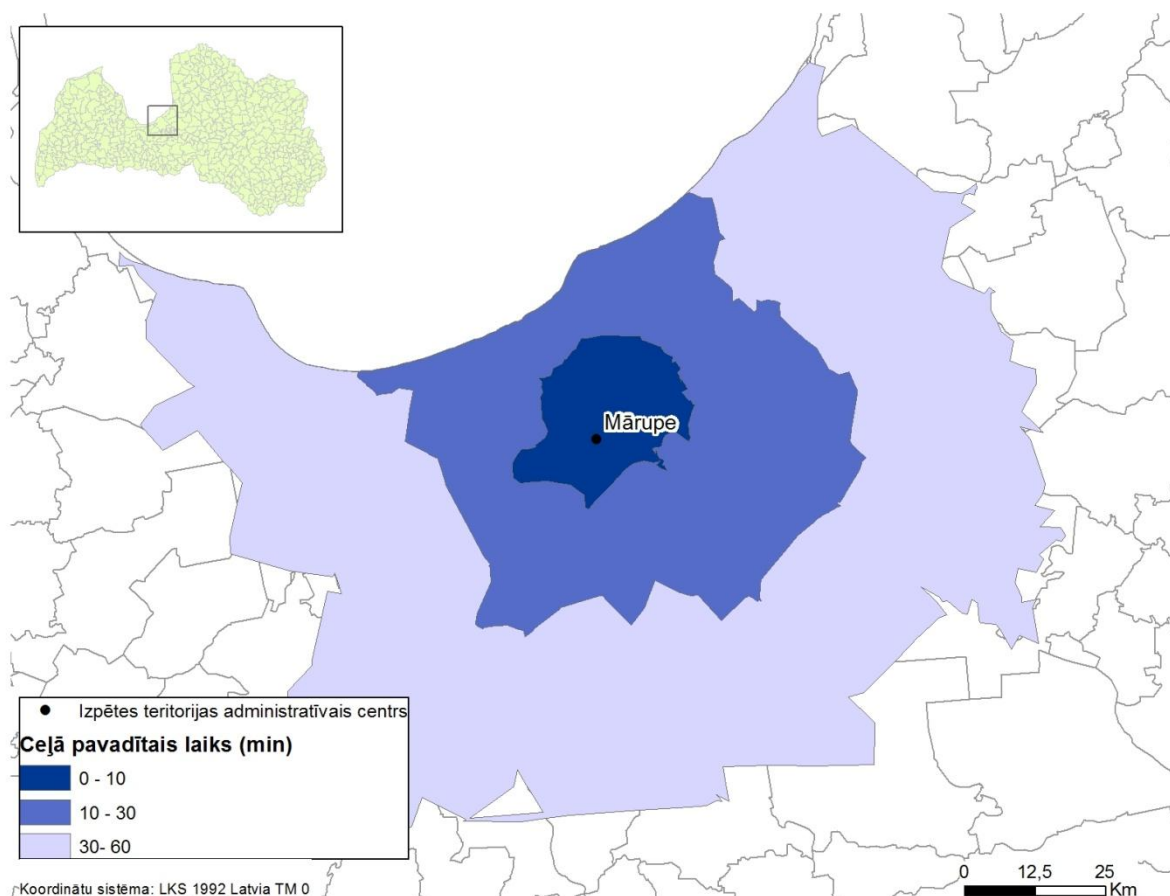 Mārupe
Izpētes teritorijas administratīvais centrs
Ceļā pavadītais laiks (min)
0 - 10
10 - 30
30- 60
Koordinātu sistēma: LKS 1992 Latvia TM 0
0 12,5 25
Km